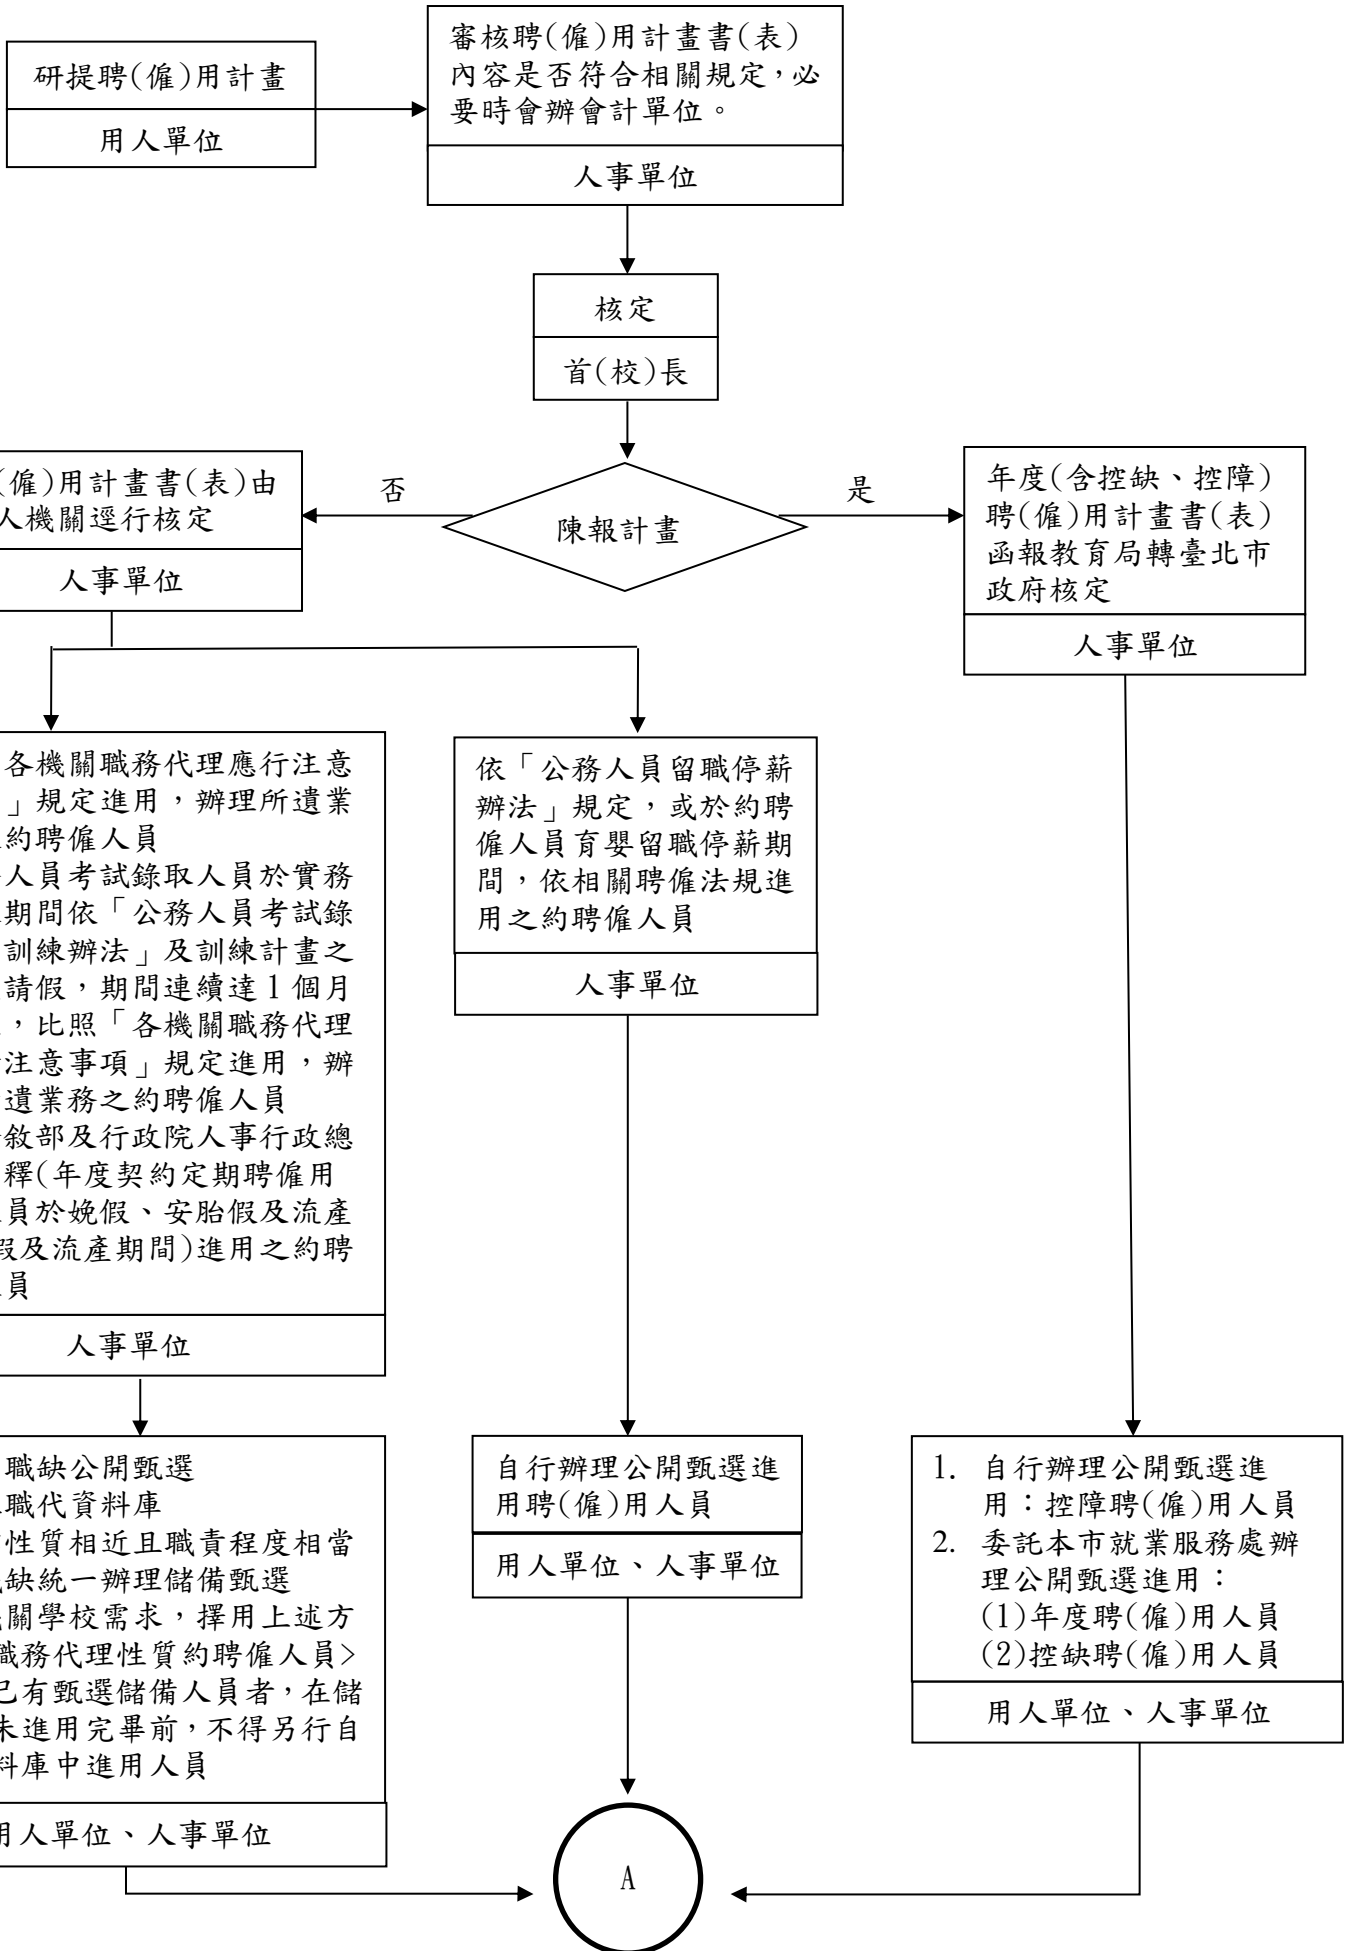 研提聘(僱)用計畫
用人單位
審核聘(僱)用計畫書(表)
內容是否符合相關規定，必
要時會辦會計單位。
人事單位
核定
首(校)長
陳報計畫
否
是
(僱)用計畫書(表)由
人機關逕行核定
人事單位
年度(含控缺、控障)
聘(僱)用計畫書(表)
函報教育局轉臺北市
政府核定
人事單位
各機關職務代理應行注意
」規定進用，辦理所遺業
約聘僱人員
人員考試錄取人員於實務
期間依「公務人員考試錄
訓練辦法」及訓練計畫之
請假，期間連續達1個月
，比照「各機關職務代理
注意事項」規定進用，辦
遺業務之約聘僱人員
敘部及行政院人事行政總
釋(年度契約定期聘僱用
員於娩假、安胎假及流產
假及流產期間)進用之約聘
員
人事單位
依「公務人員留職停薪
辦法」規定，或於約聘
僱人員育嬰留職停薪期
間，依相關聘僱法規進
用之約聘僱人員
人事單位
職缺公開甄選
職代資料庫
性質相近且職責程度相當
缺統一辦理儲備甄選
關學校需求，擇用上述方
職務代理性質約聘僱人員>
已有甄選儲備人員者，在儲
未進用完畢前，不得另行自
料庫中進用人員
用人單位、人事單位
自行辦理公開甄選進
用聘(僱)用人員
用人單位、人事單位
1. 自行辦理公開甄選進
用：控障聘(僱)用人員
2. 委託本市就業服務處辦
理公開甄選進用：
(1)年度聘(僱)用人員
(2)控缺聘(僱)用人員
用人單位、人事單位
A